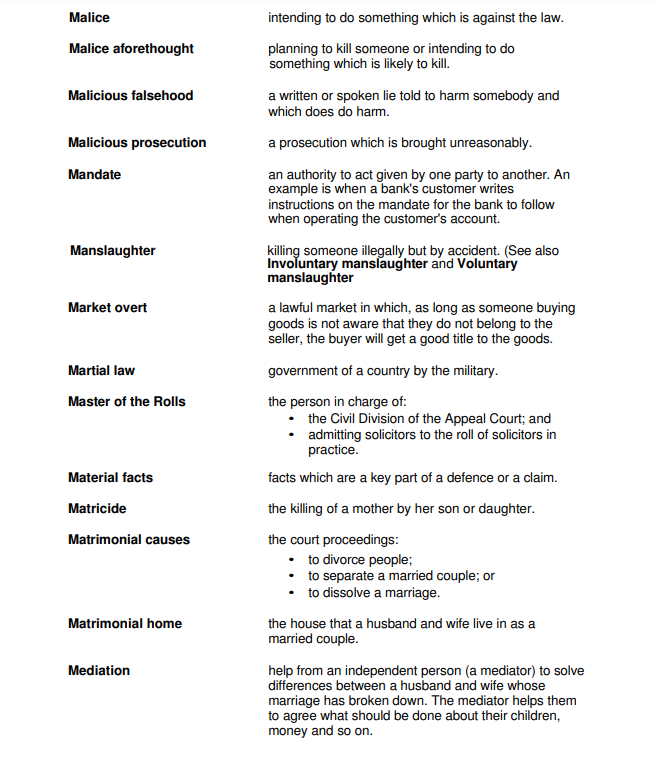 Malice intending to do something which is against the law.
Malice aforethought planning to kill someone or intending to do
something which is likely to kill.
Malicious falsehood a written or spoken lie told to harm somebody and
which does do harm.
Malicious prosecution a prosecution which is brought unreasonably.
Mandate an authority to act given by one party to another. An
example is when a bank's customer writes
instructions on the mandate for the bank to follow
when operating the customer's account.
Manslaughter killing someone illegally but by accident. (See also
Involuntary manslaughter and Voluntary
manslaughter
Market overt a lawful market in which, as long as someone buying
goods is not aware that they do not belong to the
seller, the buyer will get a good title to the goods.
Martial law government of a country by the military.
Master of the Rolls the person in charge of:
• the Civil Division of the Appeal Court; and
• admitting solicitors to the roll of solicitors in
practice.
Material facts facts which are a key part of a defence or a claim.
Matricide the killing of a mother by her son or daughter.
Matrimonial causes the court proceedings:
• to divorce people;
• to separate a married couple; or
• to dissolve a marriage.
Matrimonial home the house that a husband and wife live in as a
married couple.
Mediation help from an independent person (a mediator) to solve
differences between a husband and wife whose
marriage has broken down. The mediator helps them
to agree what should be done about their children,
money and so on.